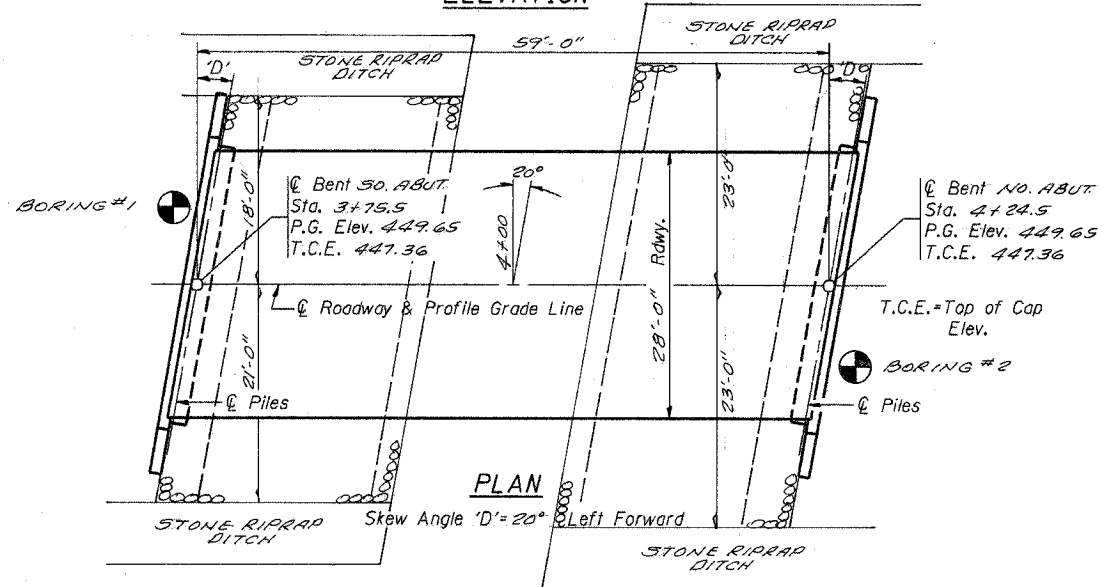 ELEVATION
STONE RIPRAP
DITCH
59'-0"
STONE RIPRAP
DITCH
'D'
'D'
BORING #1
18'-0"
℄ Bent SO. ABUT.
Sta. 3+75.5
P.G. Elev. 449.65
T.C.E. 447.36
20°
4+00
23'-0"
℄ Bent NO. ABUT.
Sta. 4+24.5
P.G. Elev. 449.65
T.C.E. 447.36
℄ Roadway & Profile Grade Line
28'-0" Rdwy.
T.C.E.=Top of Cap
Elev.
21'-0"
23'-0"
BORING #2
℄ Piles
℄ Piles
PLAN
Skew Angle 'D'= 20° Left Forward
STONE RIPRAP
DITCH
STONE RIPRAP
DITCH